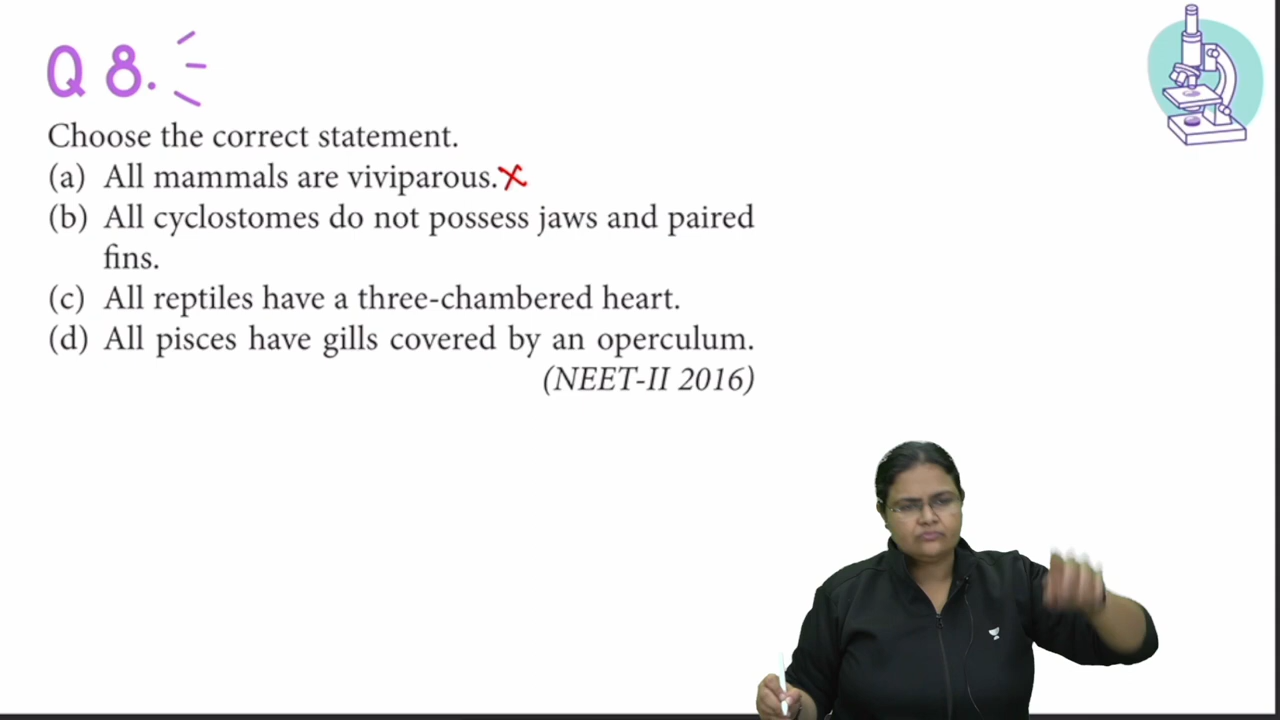 Q 8.
Choose the correct statement.
(a) All mammals are viviparous.
(b) All cyclostomes do not possess jaws and paired
fins.
(c) All reptiles have a three-chambered heart.
(d) All pisces have gills covered by an operculum.
(NEET-II 2016)